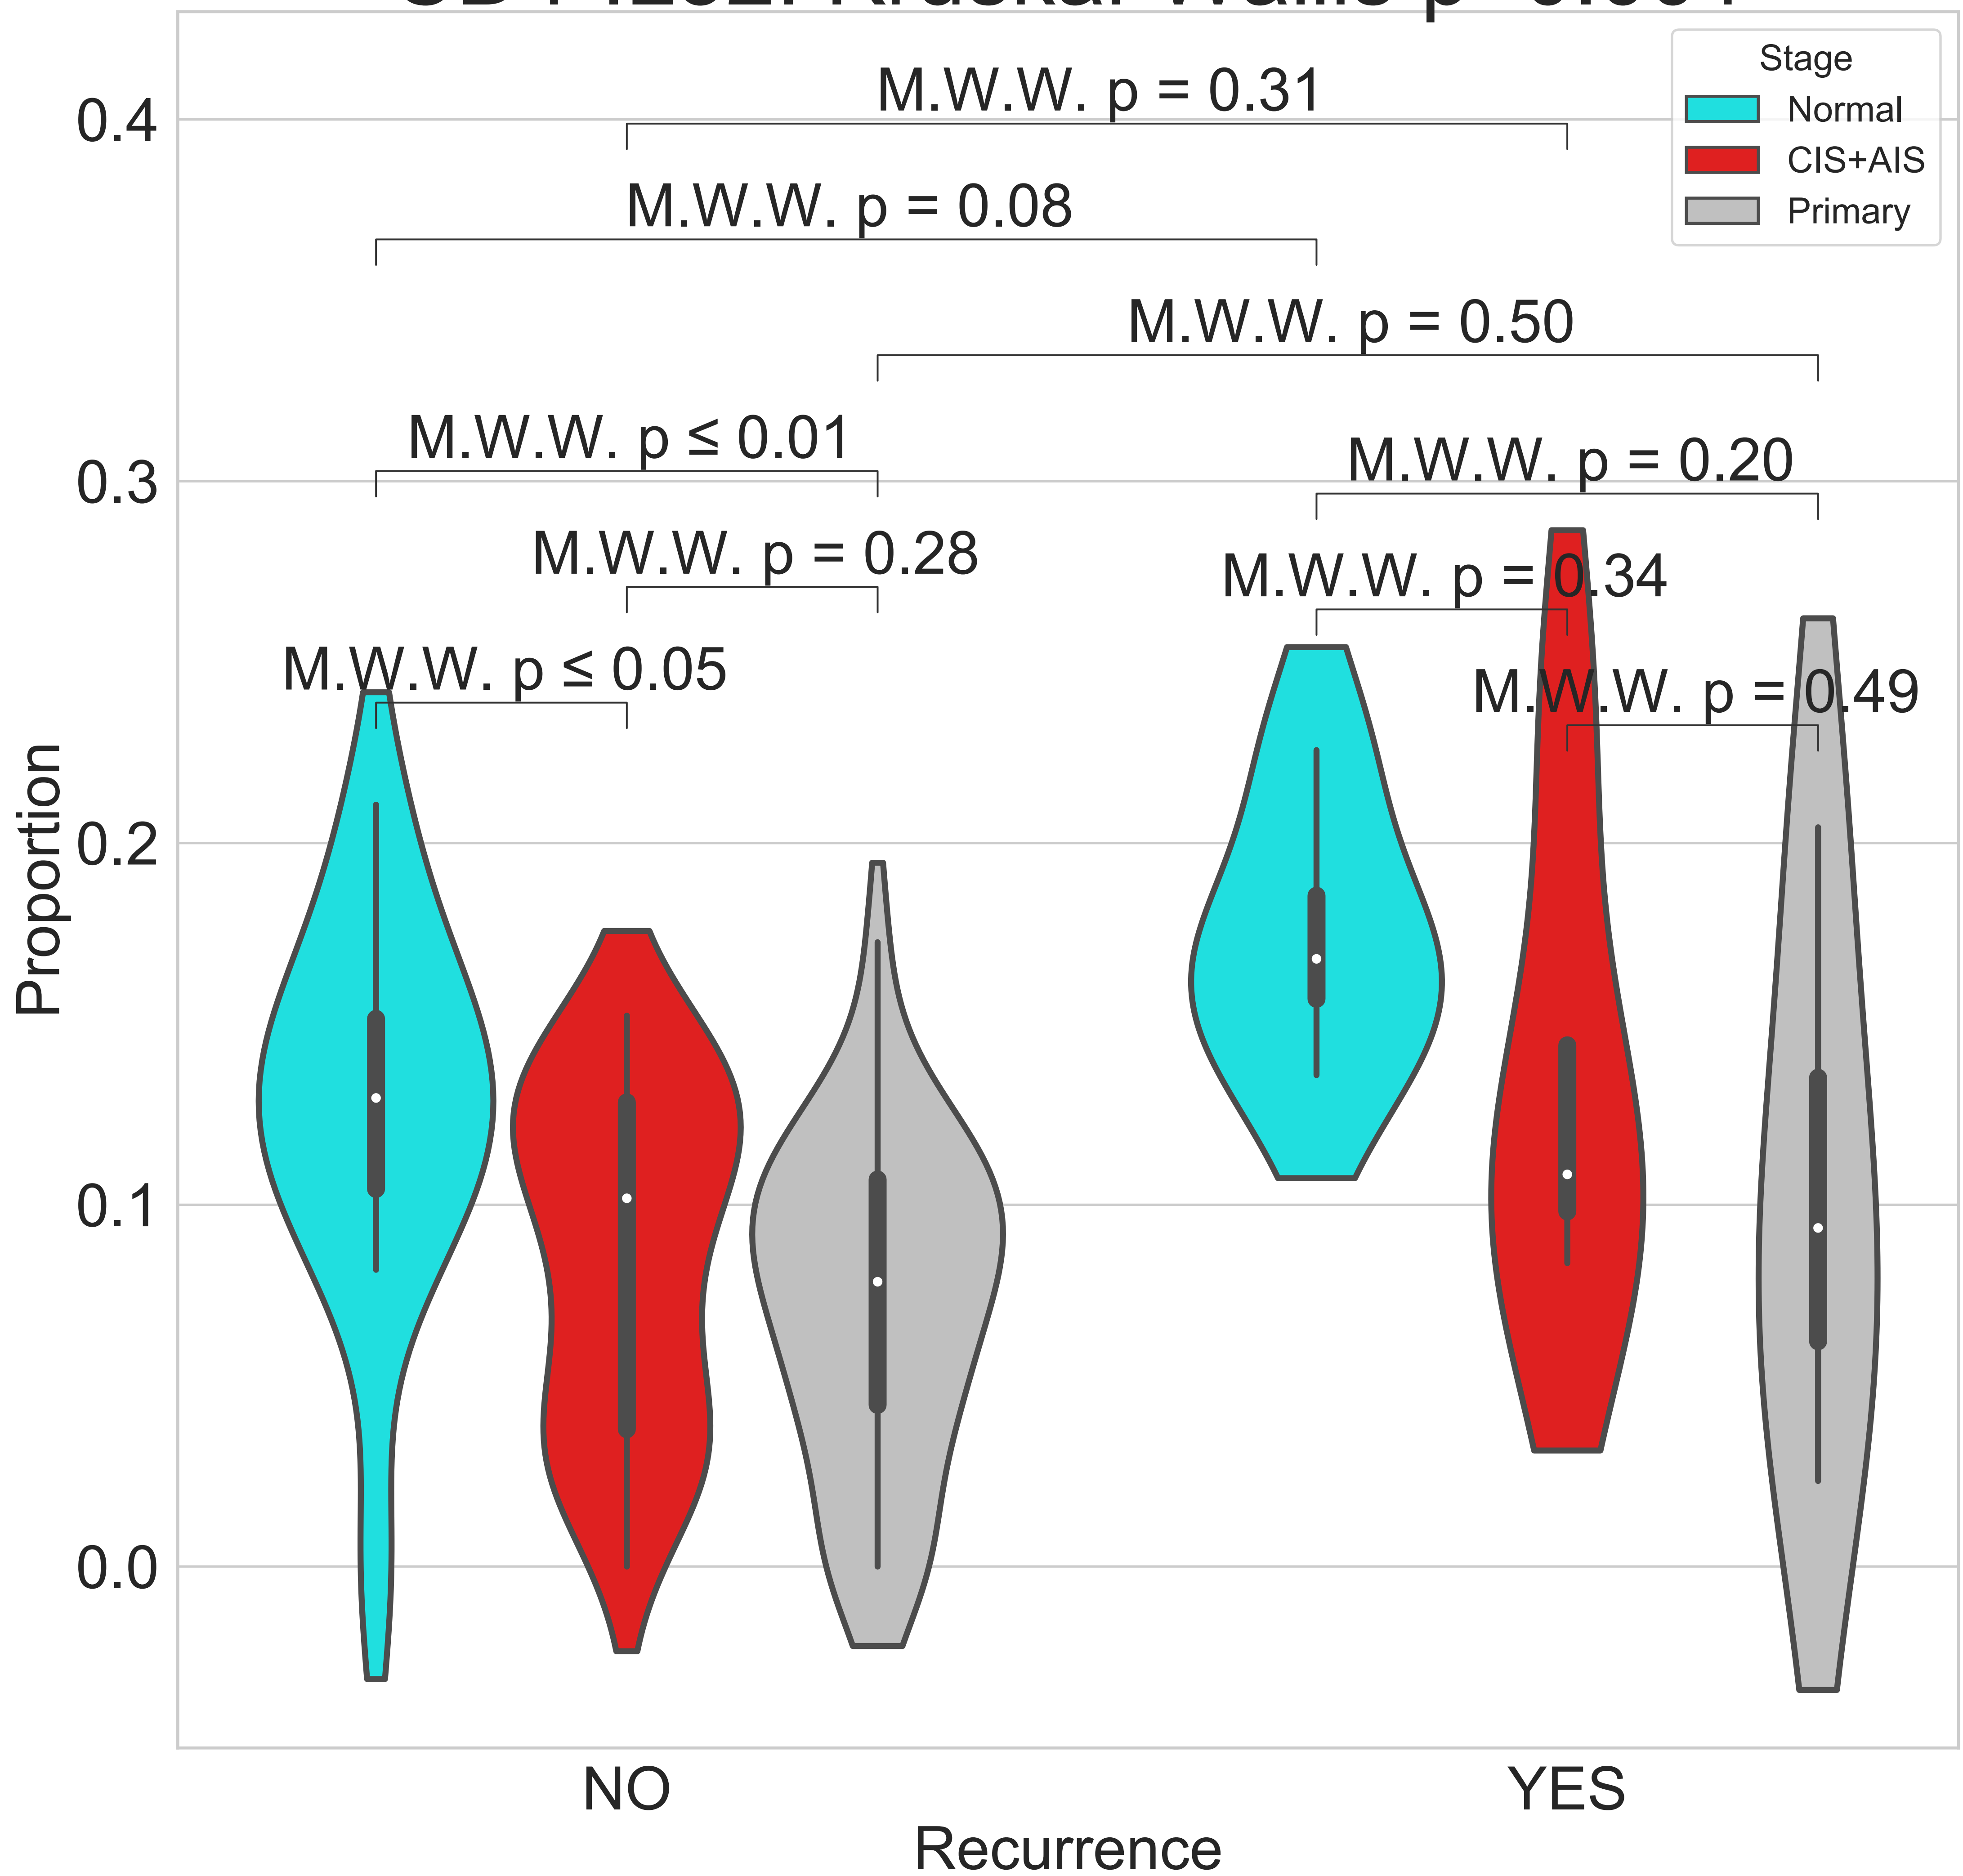 Stage
Normal
CIS+AIS
Primary
M.W.W. p = 0.31
M.W.W. p = 0.08
M.W.W. p = 0.50
M.W.W. p ≤ 0.01
M.W.W. p = 0.20
M.W.W. p = 0.28
M.W.W. p = 0.34
M.W.W. p ≤ 0.05
M.W.W. p = 0.49
Proportion
0.4
0.3
0.2
0.1
0.0
NO
YES
Recurrence